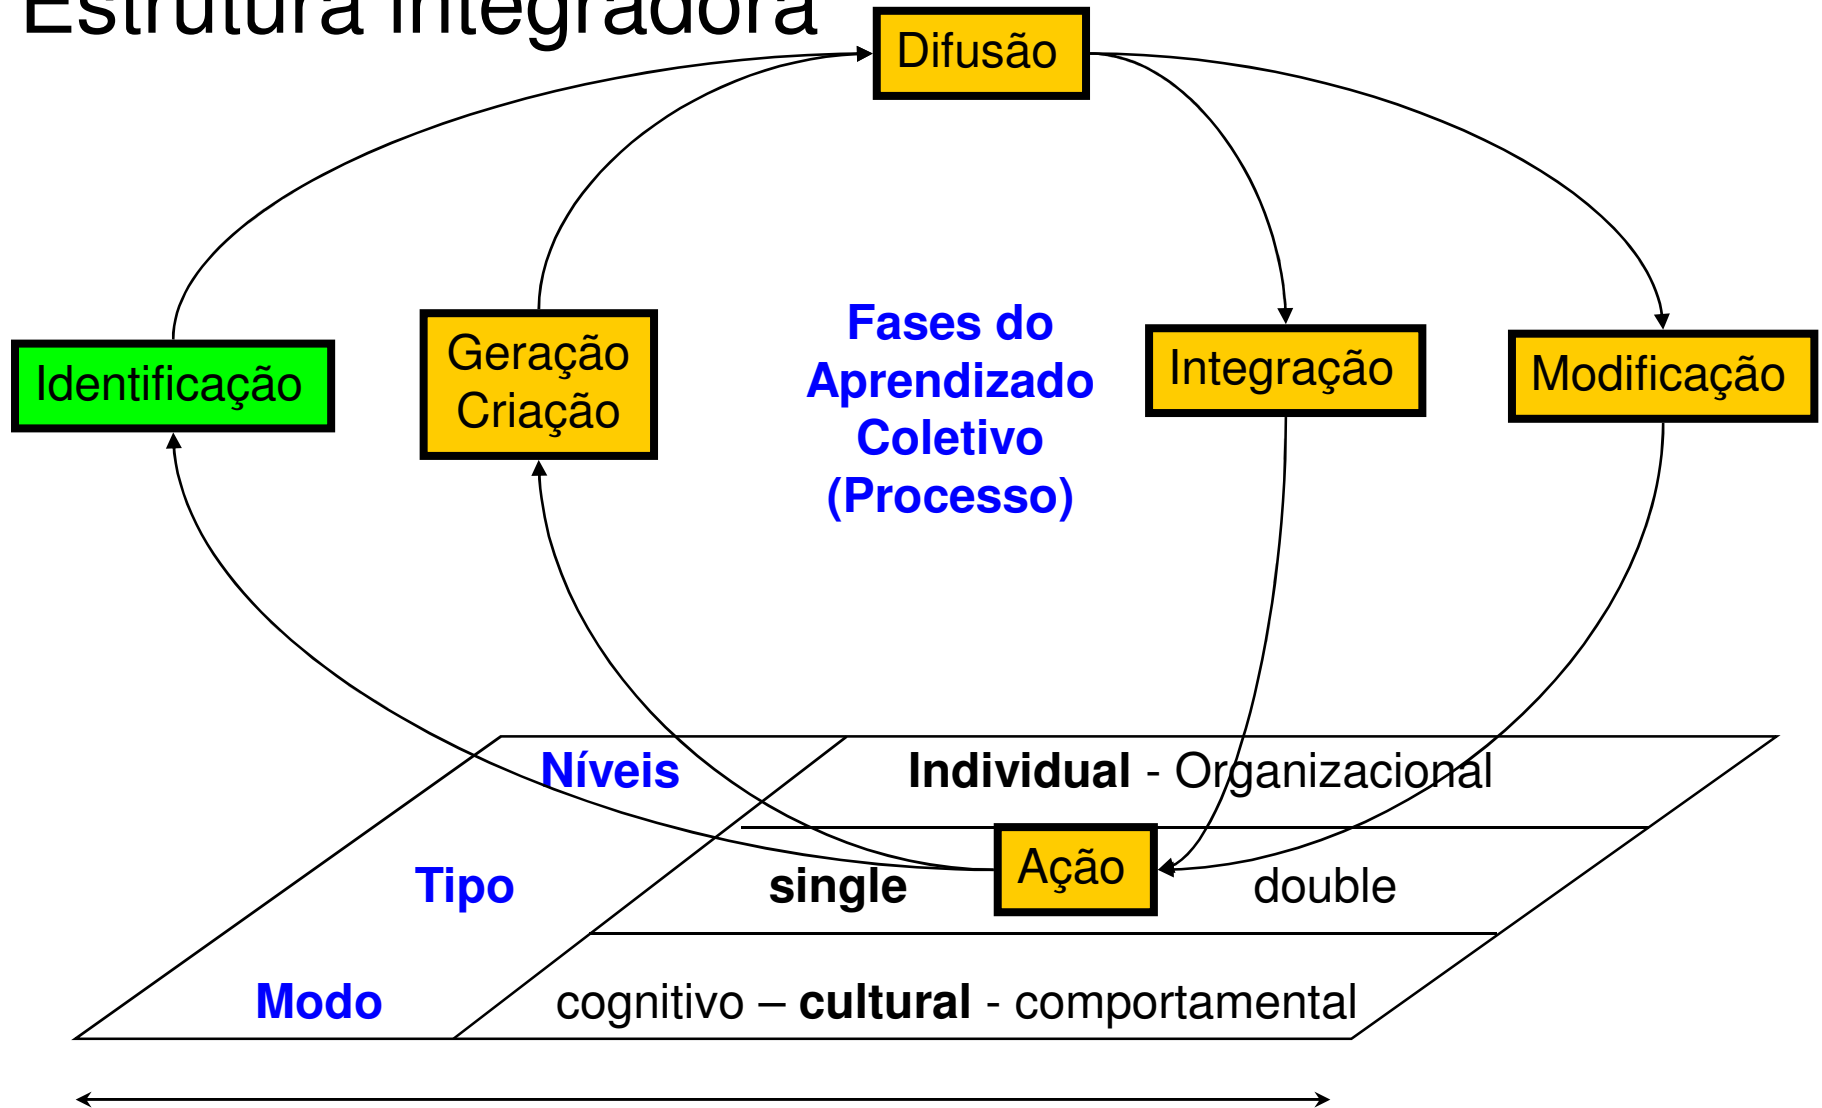 Estrutura integradora
Difusão
Identificação
Geração
Criação
Fases do
Aprendizado
Coletivo
(Processo)
Integração
Modificação
Níveis
Individual - Organizacional
Tipo
single
Ação
double
Modo
cognitivo – cultural - comportamental